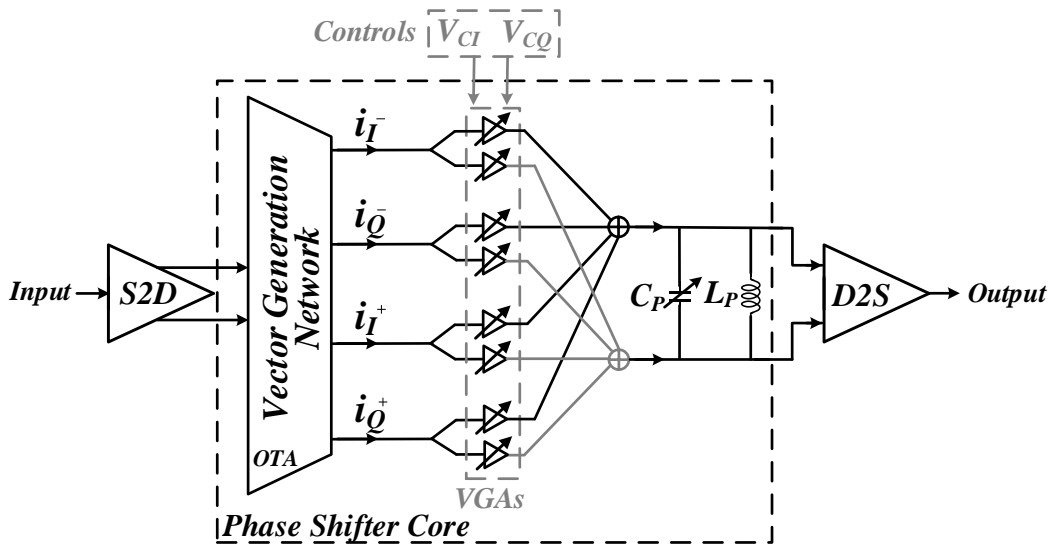 Controls V_CI V_CQ
i_I^-
i_Q^-
i_I^+
i_Q^+
Vector Generation
Network
OTA
Input
S2D
C_P
L_P
D2S
Output
VGAs
Phase Shifter Core